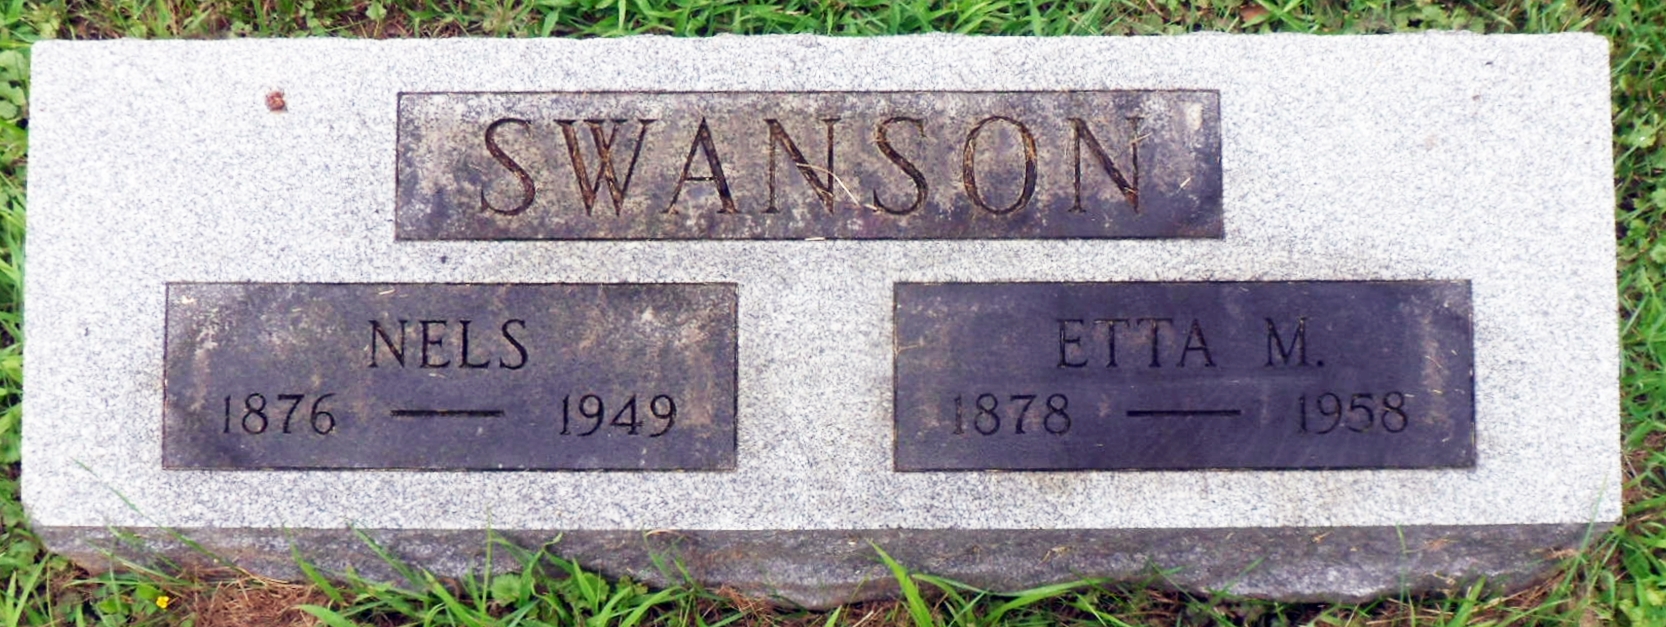 SWANSON
NELS
1876 — 1949
ETTA M.
1878 — 1958